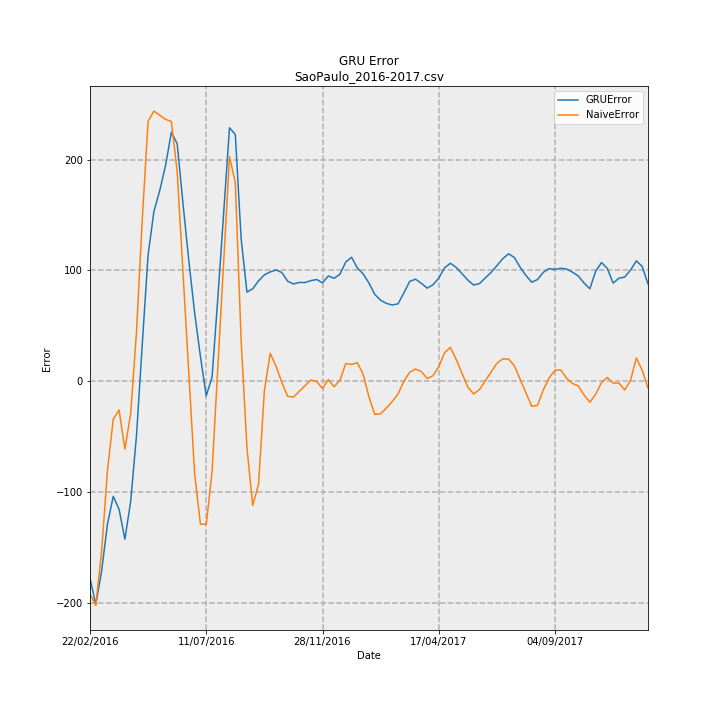 GRU Error
SaoPaulo_2016-2017.csv
GRUError
NaiveError
Error
200
100
0
−100
−200
22/02/2016
11/07/2016
28/11/2016
17/04/2017
04/09/2017
Date